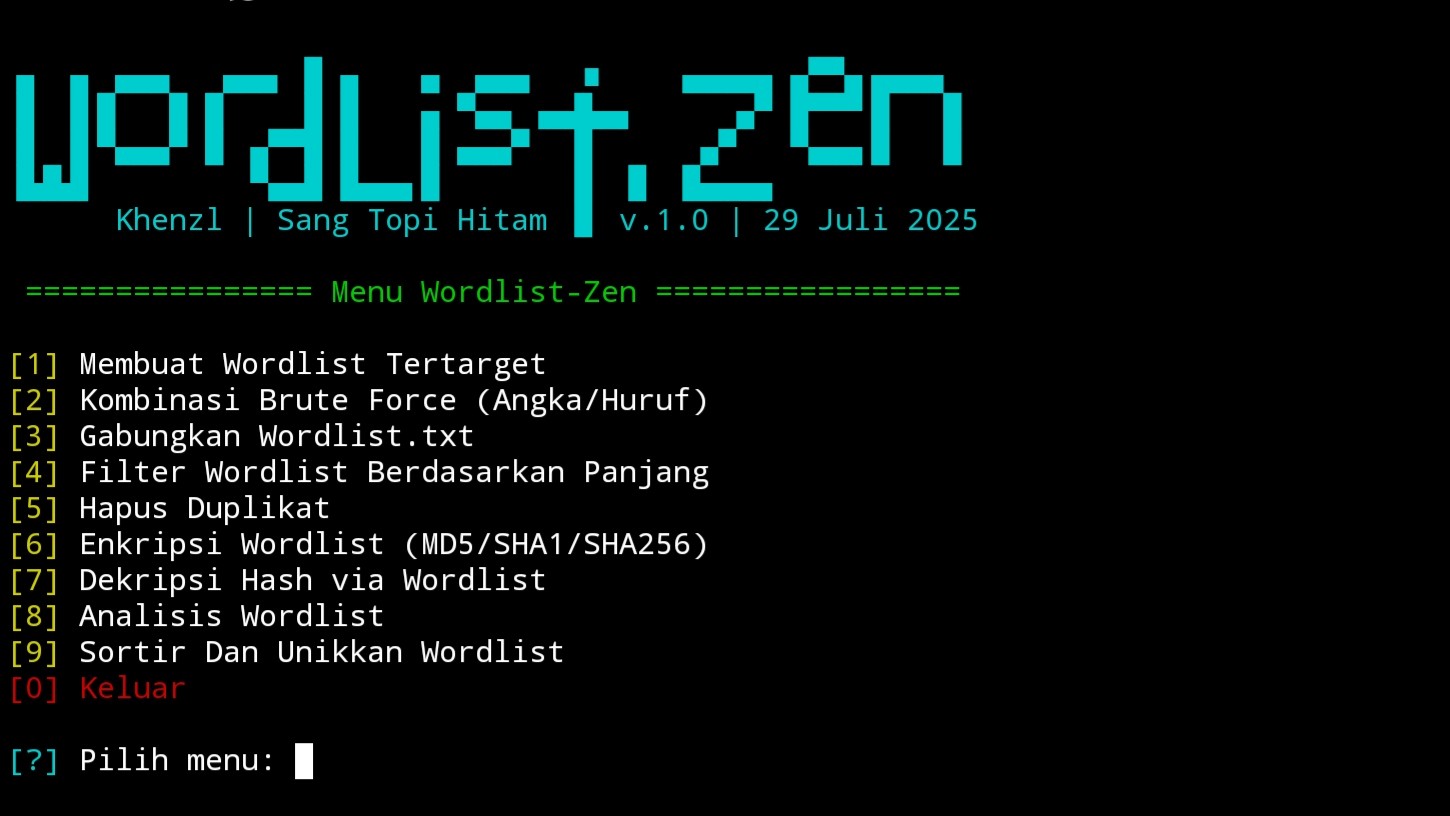 WordList.Zen
Khenzl | Sang Topi Hitam v.1.0 | 29 Juli 2025
================ Menu Wordlist-Zen =================
[1] Membuat Wordlist Tertarget
[2] Kombinasi Brute Force (Angka/Huruf)
[3] Gabungkan Wordlist.txt
[4] Filter Wordlist Berdasarkan Panjang
[5] Hapus Duplikat
[6] Enkripsi Wordlist (MD5/SHA1/SHA256)
[7] Dekripsi Hash via Wordlist
[8] Analisis Wordlist
[9] Sortir Dan Unikkan Wordlist
[0] Keluar
[?] Pilih menu: